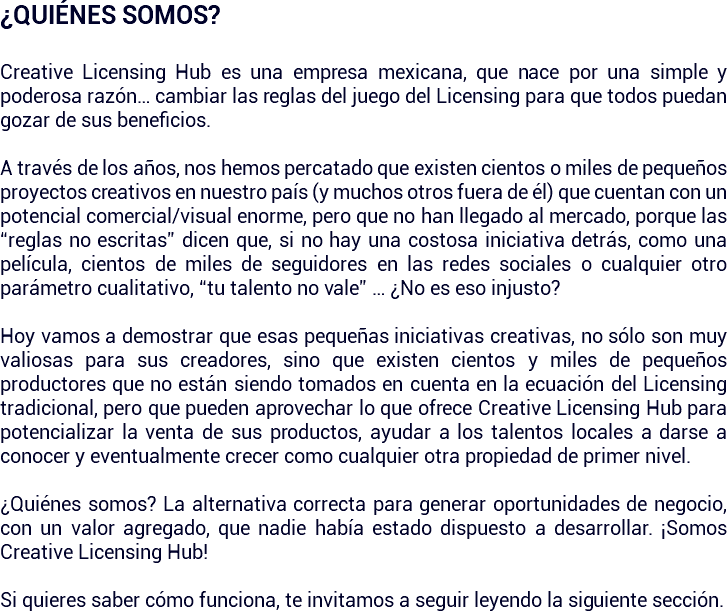 ¿QUIÉNES SOMOS?
Creative Licensing Hub es una empresa mexicana, que nace por una simple y
poderosa razón... cambiar las reglas del juego del Licensing para que todos puedan
gozar de sus beneficios.
A través de los años, nos hemos percatado que existen cientos o miles de pequeños
proyectos creativos en nuestro país (y muchos otros fuera de él) que cuentan con un
potencial comercial/visual enorme, pero que no han llegado al mercado, porque las
“reglas no escritas” dicen que, si no hay una costosa iniciativa detrás, como una
película, cientos de miles de seguidores en las redes sociales o cualquier otro
parámetro cualitativo, “tu talento no vale” ... ¿No es eso injusto?
Hoy vamos a demostrar que esas pequeñas iniciativas creativas, no sólo son muy
valiosas para sus creadores, sino que existen cientos y miles de pequeños
productores que no están siendo tomados en cuenta en la ecuación del Licensing
tradicional, pero que pueden aprovechar lo que ofrece Creative Licensing Hub para
potencializar la venta de sus productos, ayudar a los talentos locales a darse a
conocer y eventualmente crecer como cualquier otra propiedad de primer nivel.
¿Quiénes somos? La alternativa correcta para generar oportunidades de negocio,
con un valor agregado, que nadie había estado dispuesto a desarrollar. ¡Somos
Creative Licensing Hub!
Si quieres saber cómo funciona, te invitamos a seguir leyendo la siguiente sección.